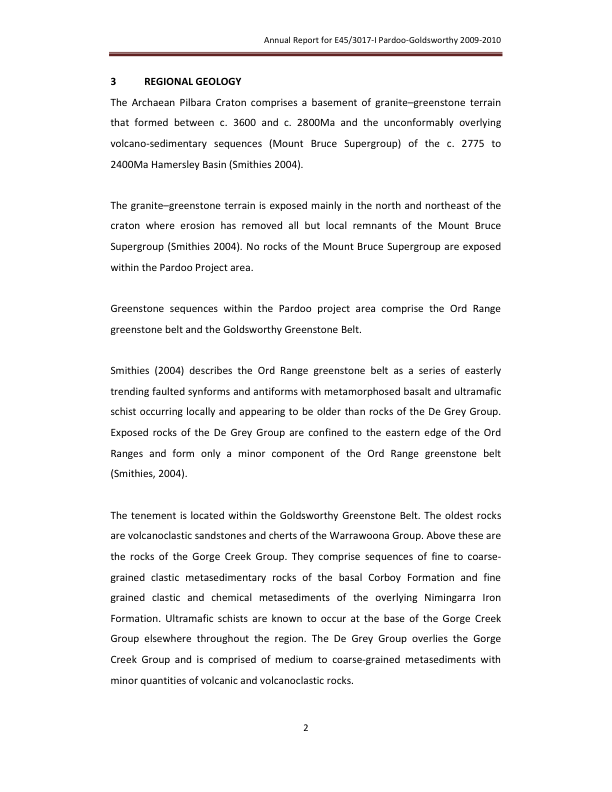 Annual Report for E45/3017-I Pardoo-Goldsworthy 2009-2010
3 REGIONAL GEOLOGY
The Archaean Pilbara Craton comprises a basement of granite–greenstone terrain
that formed between c. 3600 and c. 2800Ma and the unconformably overlying
volcano-sedimentary sequences (Mount Bruce Supergroup) of the c. 2775 to
2400Ma Hamersley Basin (Smithies 2004).
The granite–greenstone terrain is exposed mainly in the north and northeast of the
craton where erosion has removed all but local remnants of the Mount Bruce
Supergroup (Smithies 2004). No rocks of the Mount Bruce Supergroup are exposed
within the Pardoo Project area.
Greenstone sequences within the Pardoo project area comprise the Ord Range
greenstone belt and the Goldsworthy Greenstone Belt.
Smithies (2004) describes the Ord Range greenstone belt as a series of easterly
trending faulted synforms and antiforms with metamorphosed basalt and ultramafic
schist occurring locally and appearing to be older than rocks of the De Grey Group.
Exposed rocks of the De Grey Group are confined to the eastern edge of the Ord
Ranges and form only a minor component of the Ord Range greenstone belt
(Smithies, 2004).
The tenement is located within the Goldsworthy Greenstone Belt. The oldest rocks
are volcanoclastic sandstones and cherts of the Warrawoona Group. Above these are
the rocks of the Gorge Creek Group. They comprise sequences of fine to coarse-
grained clastic metasedimentary rocks of the basal Corboy Formation and fine
grained clastic and chemical metasediments of the overlying Nimingarra Iron
Formation. Ultramafic schists are known to occur at the base of the Gorge Creek
Group elsewhere throughout the region. The De Grey Group overlies the Gorge
Creek Group and is comprised of medium to coarse-grained metasediments with
minor quantities of volcanic and volcanoclastic rocks.
2